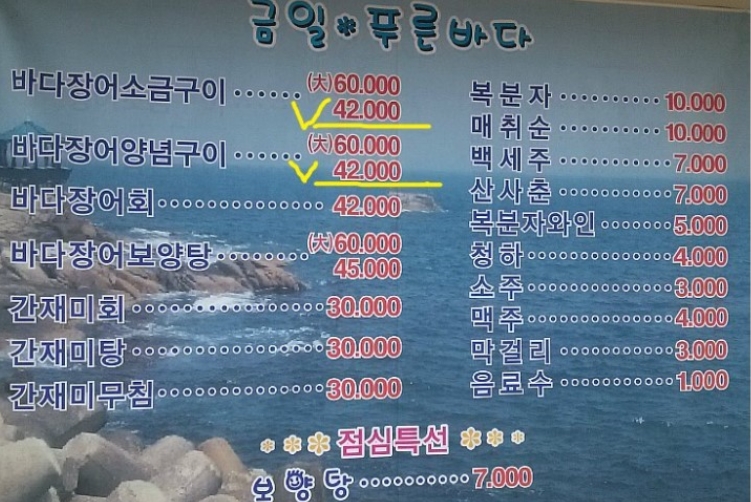 금일*푸른바다
바다장어소금구이 ······ (大)60.000
42.000
바다장어양념구이 ······ (大)60.000
42.000
바다장어회 ·············· 42.000
바다장어보양탕 ········ (大)60.000
45.000
간재미회 ················ 30.000
간재미탕 ················ 30.000
간재미무침 ·············· 30.000
복분자 ·········· 10.000
매취순 ·········· 10.000
백세주 ·········· 7.000
산사춘 ·········· 7.000
복분자와인 ······· 5.000
청하 ············· 4.000
소주 ············· 3.000
맥주 ············· 4.000
막걸리 ·········· 3.000
음료수 ·········· 1.000
점심특선
보양탕 ·········· 7.000